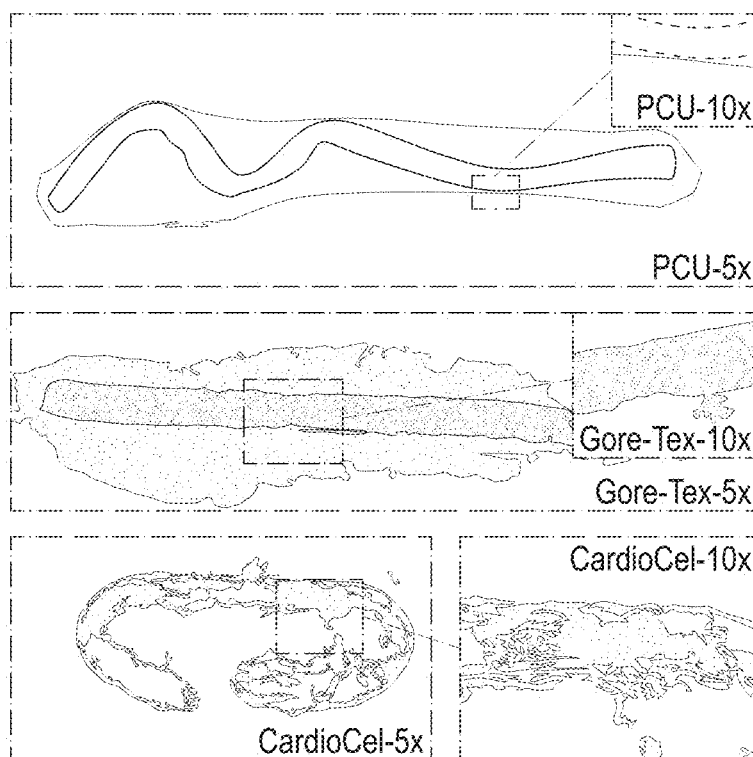 PCU-10x
PCU-5x
Gore-Tex-10x
Gore-Tex-5x
CardioCel-10x
CardioCel-5x